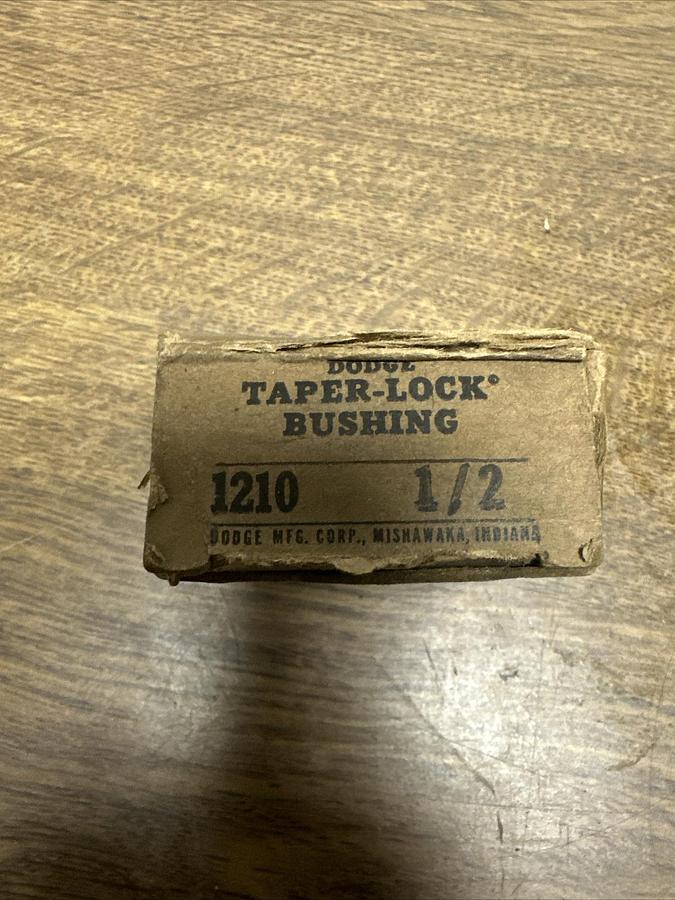 DODGE
TAPER-LOCK®
BUSHING
1210 1/2
DODGE MFG. CORP., MISHAWAKA, INDIANA